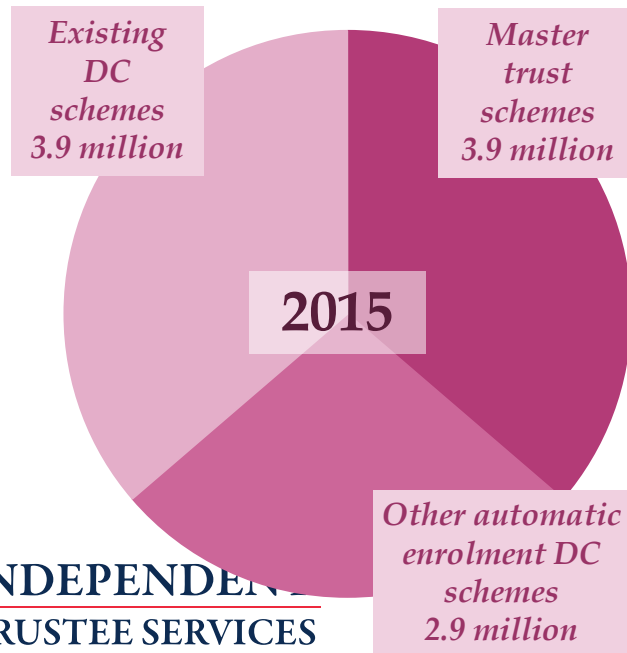 Existing
DC
schemes
3.9 million
Master
trust
schemes
3.9 million
2015
Other automatic
enrolment DC
schemes
2.9 million
NDEPENDEN
RUSTEE SERVICES